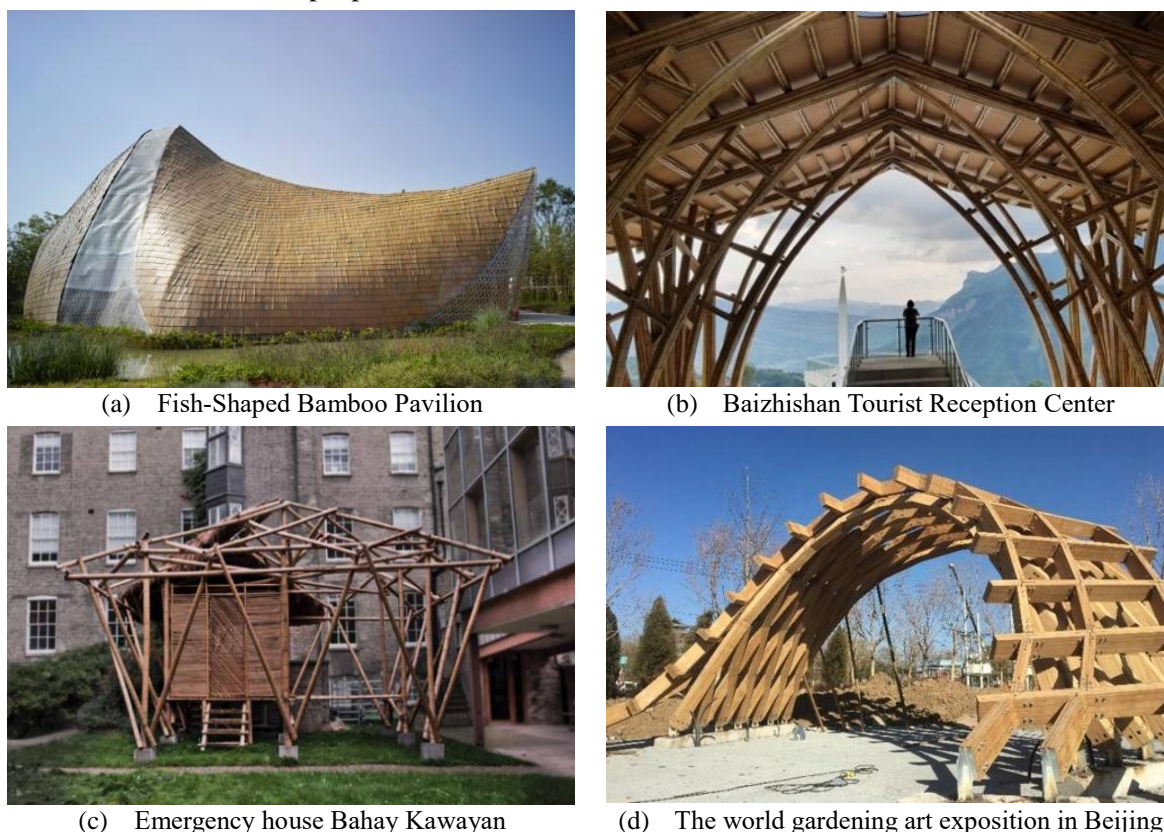 (a) Fish-Shaped Bamboo Pavilion
(b) Baizhishan Tourist Reception Center
(c) Emergency house Bahay Kawayan
(d) The world gardening art exposition in Beijing